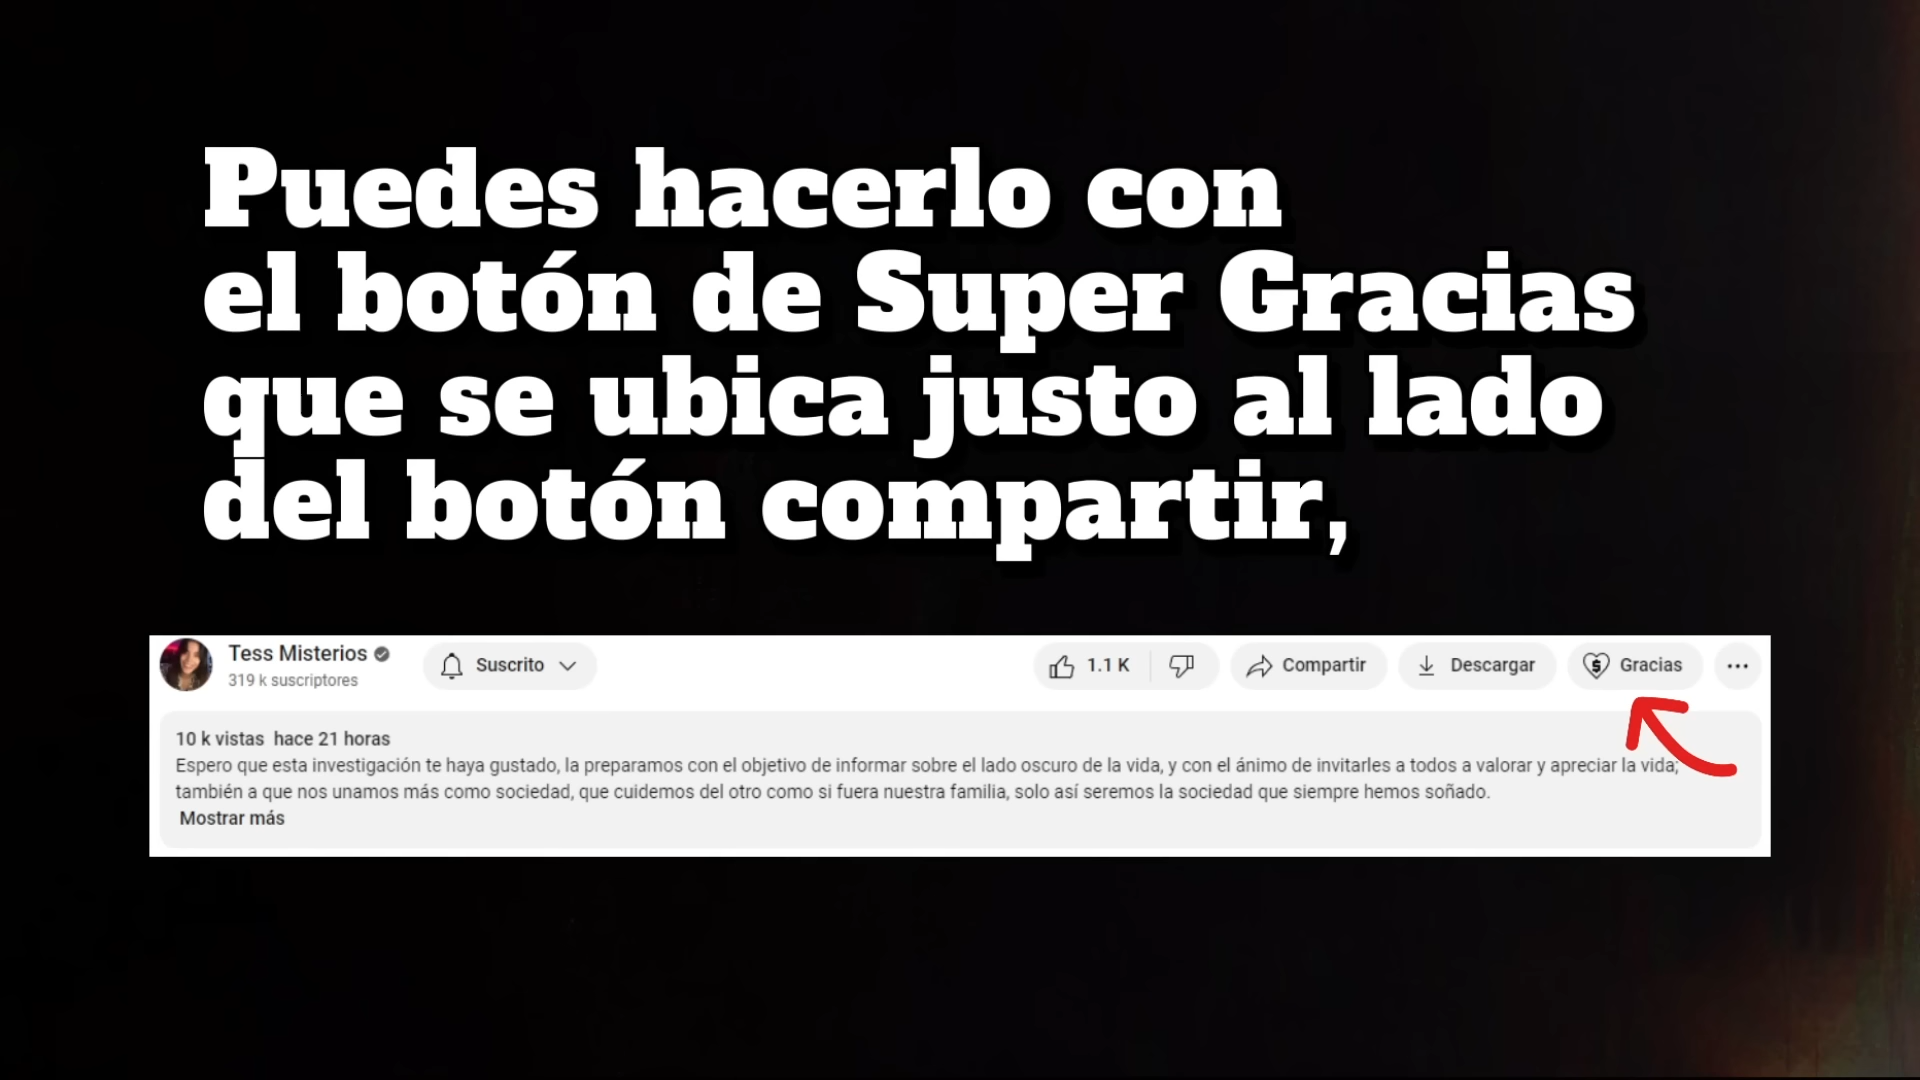 Puedes hacerlo con
el botón de Super Gracias
que se ubica justo al lado
del botón compartir,
Tess Misterios
319 k suscriptores
Suscrito
1.1 K
Compartir
Descargar
Gracias
10 k vistas hace 21 horas
Espero que esta investigación te haya gustado, la preparamos con el objetivo de informar sobre el lado oscuro de la vida, y con el ánimo de invitarles a todos a valorar y apreciar la vida;
también a que nos unamos más como sociedad, que cuidemos del otro como si fuera nuestra familia, solo así seremos la sociedad que siempre hemos soñado.
Mostrar más